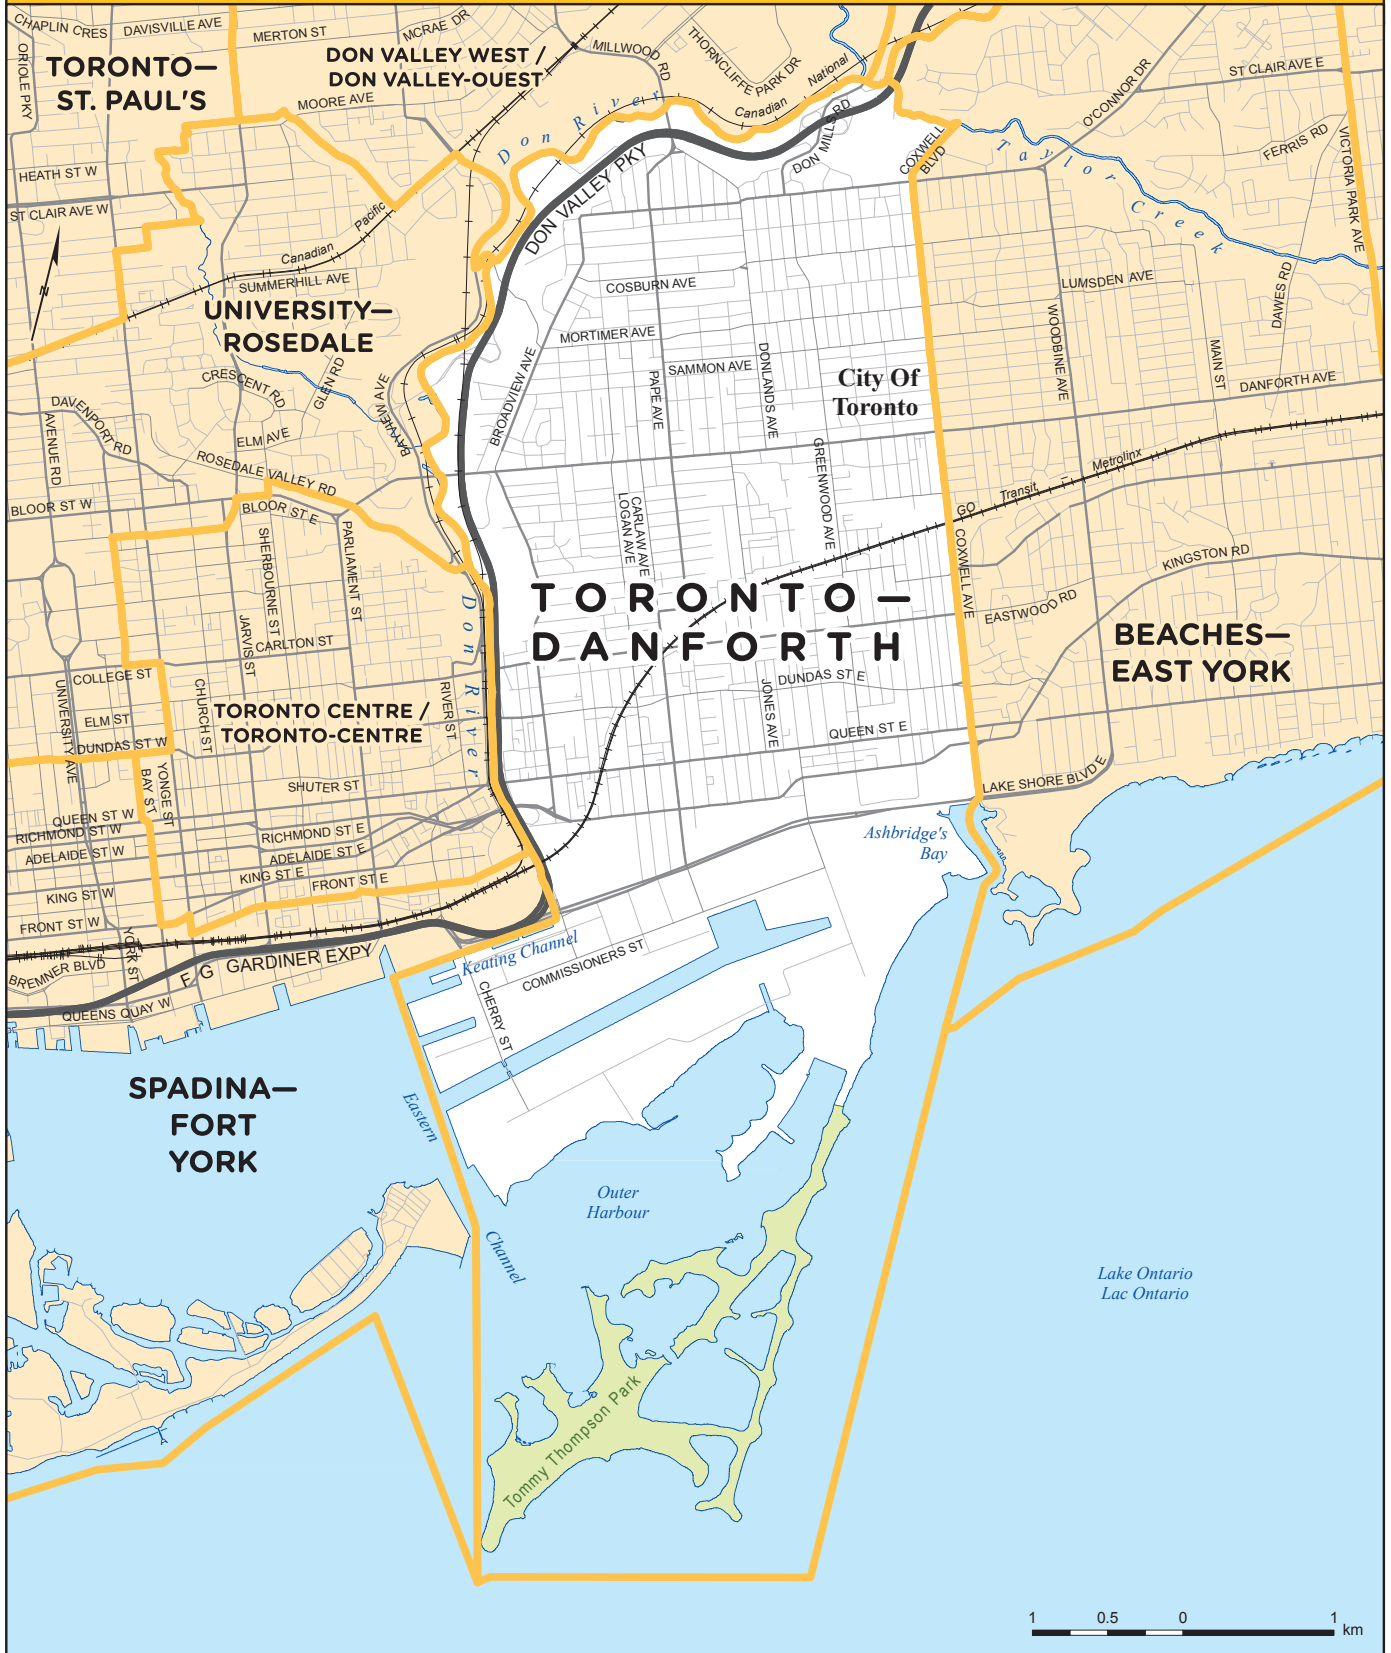 CHAPLIN CRES
DAVISVILLE AVE
MERTON ST
MCRAE DR
MILLWOOD RD
THORNCLIFFE PARK DR
National
Canadian
ORIOLE PKY
TORONTO—
ST. PAUL'S
DON VALLEY WEST /
DON VALLEY-OUEST
MOORE AVE
Don River
DON MILLS RD
COXWELL
BLVD
O'CONNOR DR
ST CLAIR AVE E
FERRIS RD
VICTORIA PARK AVE
Taylor Creek
HEATH ST W
ST CLAIR AVE W
N
Canadian
Pacific
SUMMERHILL AVE
DON VALLEY PKY
UNIVERSITY—
ROSEDALE
COSBURN AVE
MORTIMER AVE
SAMMON AVE
PAPE AVE
DONLANDS AVE
City Of
Toronto
LUMSDEN AVE
WOODBINE AVE
DAWES RD
MAIN ST
DANFORTH AVE
CRESCENT RD
GLEN RD
BAYVIEW AVE
BROADVIEW AVE
DAVENPORT RD
AVENUE RD
ELM AVE
ROSEDALE VALLEY RD
GREENWOOD AVE
GO
Transit
Metrolinx
BLOOR ST W
BLOOR ST E
SHERBOURNE ST
PARLIAMENT ST
LOGAN AVE
CARLAW AVE
COXWELL AVE
KINGSTON RD
EASTWOOD RD
TORONTO—
DANFORTH
BEACHES—
EAST YORK
Don River
JARVIS ST
CARLTON ST
COLLEGE ST
UNIVERSITY AVE
CHURCH ST
RIVER ST
DUNDAS ST E
JONES AVE
QUEEN ST E
ELM ST
DUNDAS ST W
TORONTO CENTRE /
TORONTO-CENTRE
BAY ST
YONGE ST
SHUTER ST
LAKE SHORE BLVD E
QUEEN ST W
RICHMOND ST W
RICHMOND ST E
ADELAIDE ST W
ADELAIDE ST E
KING ST W
KING ST E
FRONT ST E
FRONT ST W
Ashbridge's
Bay
YORK ST
BREMNER BLVD
F G GARDINER EXPY
QUEENS QUAY W
Keating Channel
COMMISSIONERS ST
CHERRY ST
SPADINA—
FORT
YORK
Eastern
Channel
Outer
Harbour
Lake Ontario
Lac Ontario
Tommy Thompson Park
1 0.5 0 1
km